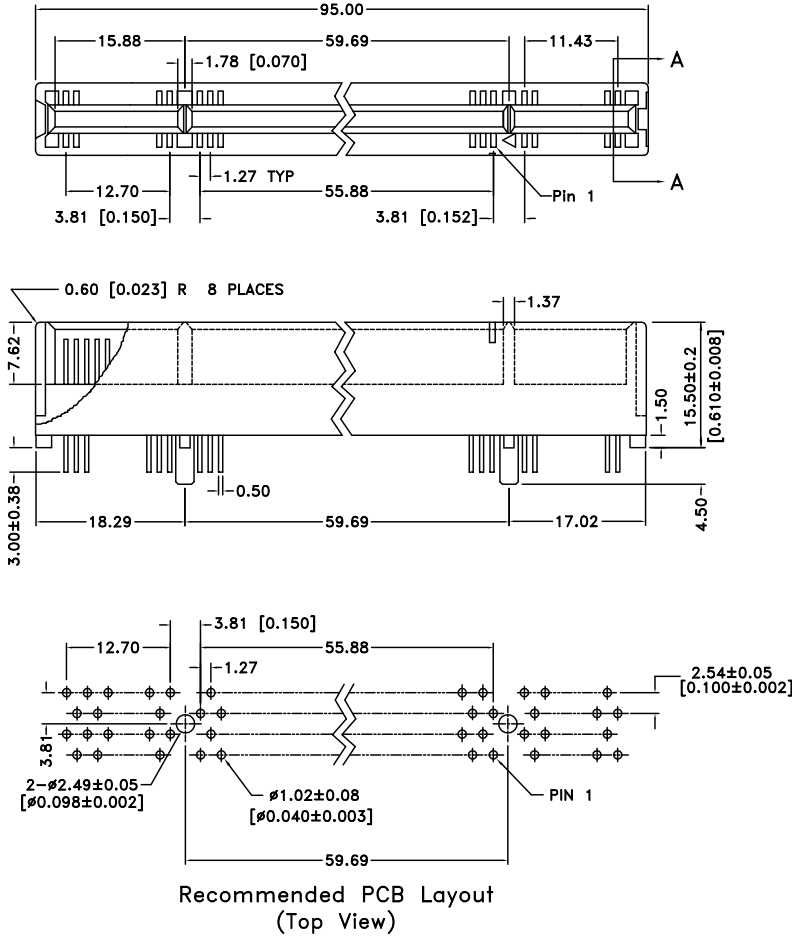 95.00
15.88
59.69
11.43
1.78 [0.070]
A
1.27 TYP
12.70
55.88
Pin 1
A
3.81 [0.150]
3.81 [0.152]
0.60 [0.023] R 8 PLACES
1.37
7.62
15.50±0.2
[0.610±0.008]
1.50
3.00±0.38
0.50
4.50
18.29
59.69
17.02
3.81 [0.150]
12.70
55.88
1.27
2.54±0.05
[0.100±0.002]
3.81
2-ø2.49±0.05
[ø0.098±0.002]
ø1.02±0.08
[ø0.040±0.003]
PIN 1
59.69
Recommended PCB Layout
(Top View)